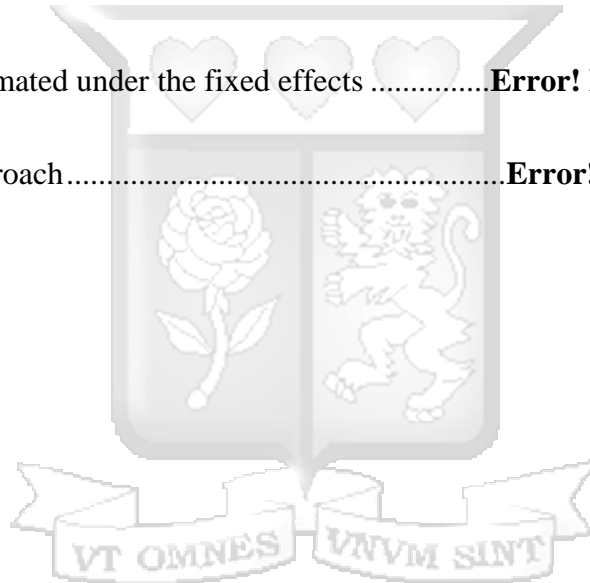 mated under the fixed effects ..............Error!
roach......................................................Error!
VT OMNES VNVM SINT